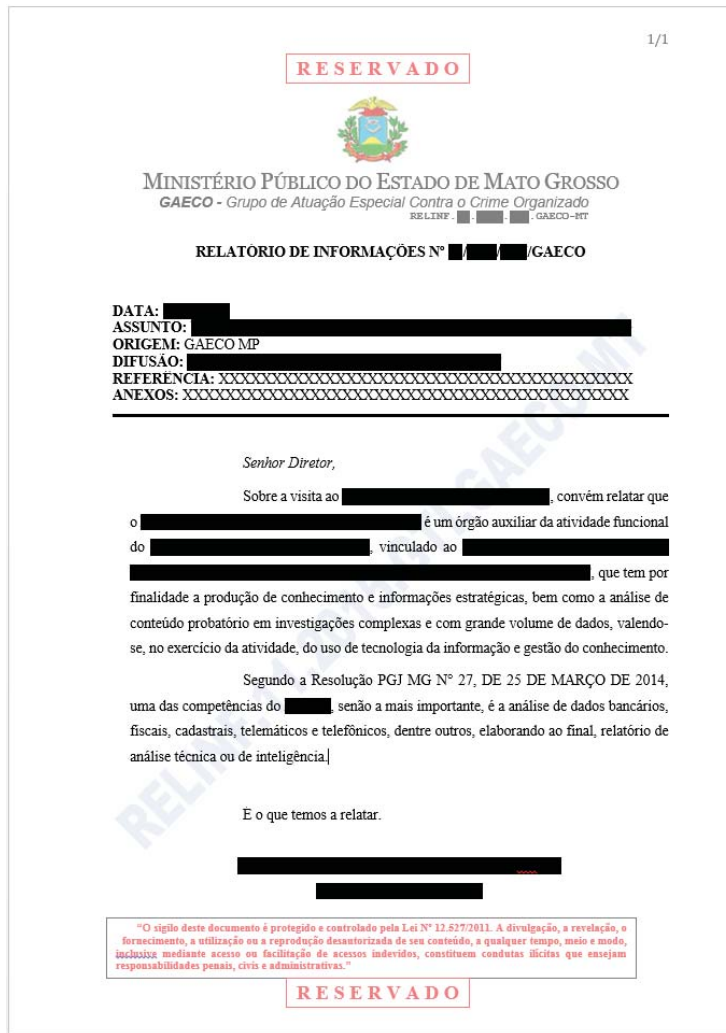 1/1
RESERVADO
MINISTÉRIO PÚBLICO DO ESTADO DE MATO GROSSO
GAECO - Grupo de Atuação Especial Contra o Crime Organizado
RELINF. . . .GAECO-MT
RELATÓRIO DE INFORMAÇÕES Nº / / /GAECO
DATA:
ASSUNTO:
ORIGEM: GAECO MP
DIFUSÃO:
REFERÊNCIA: XXXXXXXXXXXXXXXXXXXXXXXXXXXXXXXXXXXXXXXXX
ANEXOS: XXXXXXXXXXXXXXXXXXXXXXXXXXXXXXXXXXXXXXXXXXXX
Senhor Diretor,
Sobre a visita ao , convém relatar que
o é um órgão auxiliar da atividade funcional
do , vinculado ao
, que tem por
finalidade a produção de conhecimento e informações estratégicas, bem como a análise de
conteúdo probatório em investigações complexas e com grande volume de dados, valendo-
se, no exercício da atividade, do uso de tecnologia da informação e gestão do conhecimento.
Segundo a Resolução PGJ MG N° 27, DE 25 DE MARÇO DE 2014,
uma das competências do , senão a mais importante, é a análise de dados bancários,
fiscais, cadastrais, telemáticos e telefônicos, dentre outros, elaborando ao final, relatório de
análise técnica ou de inteligência.
É o que temos a relatar.
"O sigilo deste documento é protegido e controlado pela Lei Nº 12.527/2011. A divulgação, a revelação, o
fornecimento, a utilização ou a reprodução desautorizada de seu conteúdo, a qualquer tempo, meio e modo,
inclusive mediante acesso ou facilitação de acessos indevidos, constituem condutas ilícitas que ensejam
responsabilidades penais, civis e administrativas."
RESERVADO